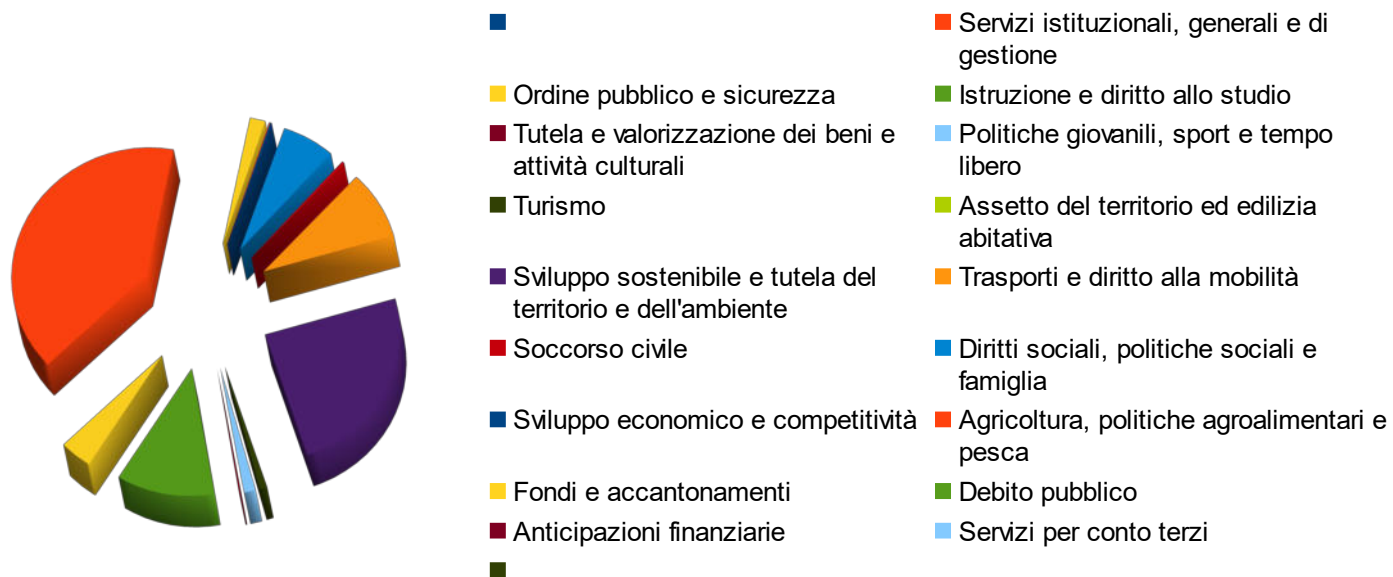 Servizi istituzionali, generali e di
gestione
Ordine pubblico e sicurezza
Istruzione e diritto allo studio
Tutela e valorizzazione dei beni e
attività culturali
Politiche giovanili, sport e tempo
libero
Turismo
Assetto del territorio ed edilizia
abitativa
Sviluppo sostenibile e tutela del
territorio e dell'ambiente
Trasporti e diritto alla mobilità
Soccorso civile
Diritti sociali, politiche sociali e
famiglia
Sviluppo economico e competitività
Agricoltura, politiche agroalimentari e
pesca
Fondi e accantonamenti
Debito pubblico
Anticipazioni finanziarie
Servizi per conto terzi